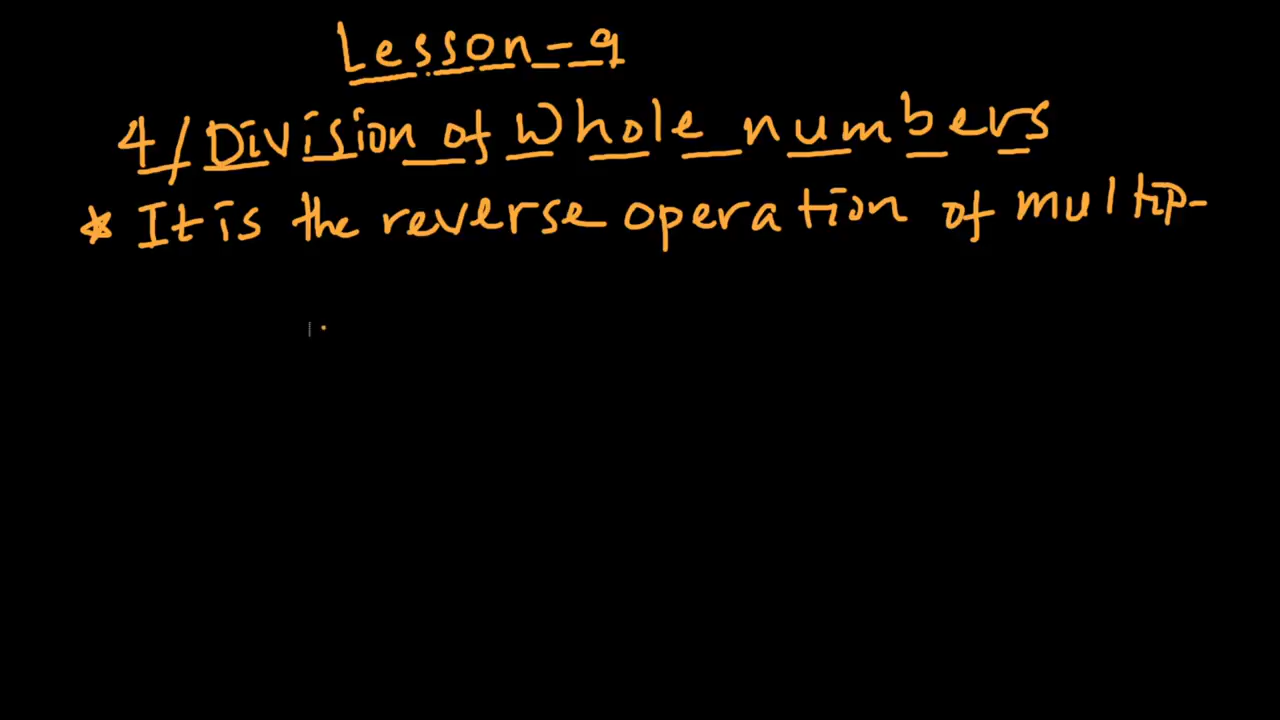 Lesson-9
4/ Division of Whole numbers
* It is the reverse operation of multip-